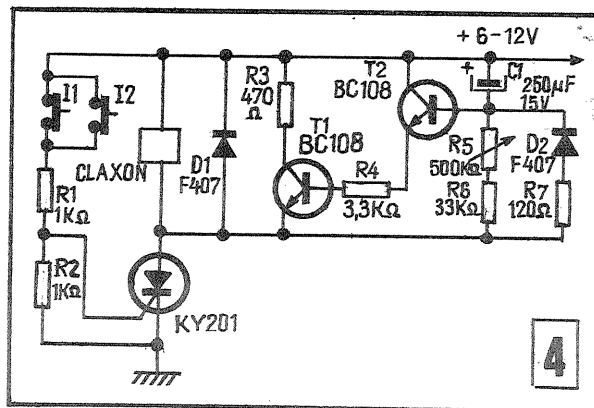 + 6-12V
I1
I2
CLAXON
R1
1KΩ
R2
1KΩ
D1
F407
R3
470
Ω
T1
BC108
T2
BC108
R4
3,3KΩ
C1
+
250µF
15V
R5
500KΩ
R6
33KΩ
D2
F407
R7
120Ω
KY201
4